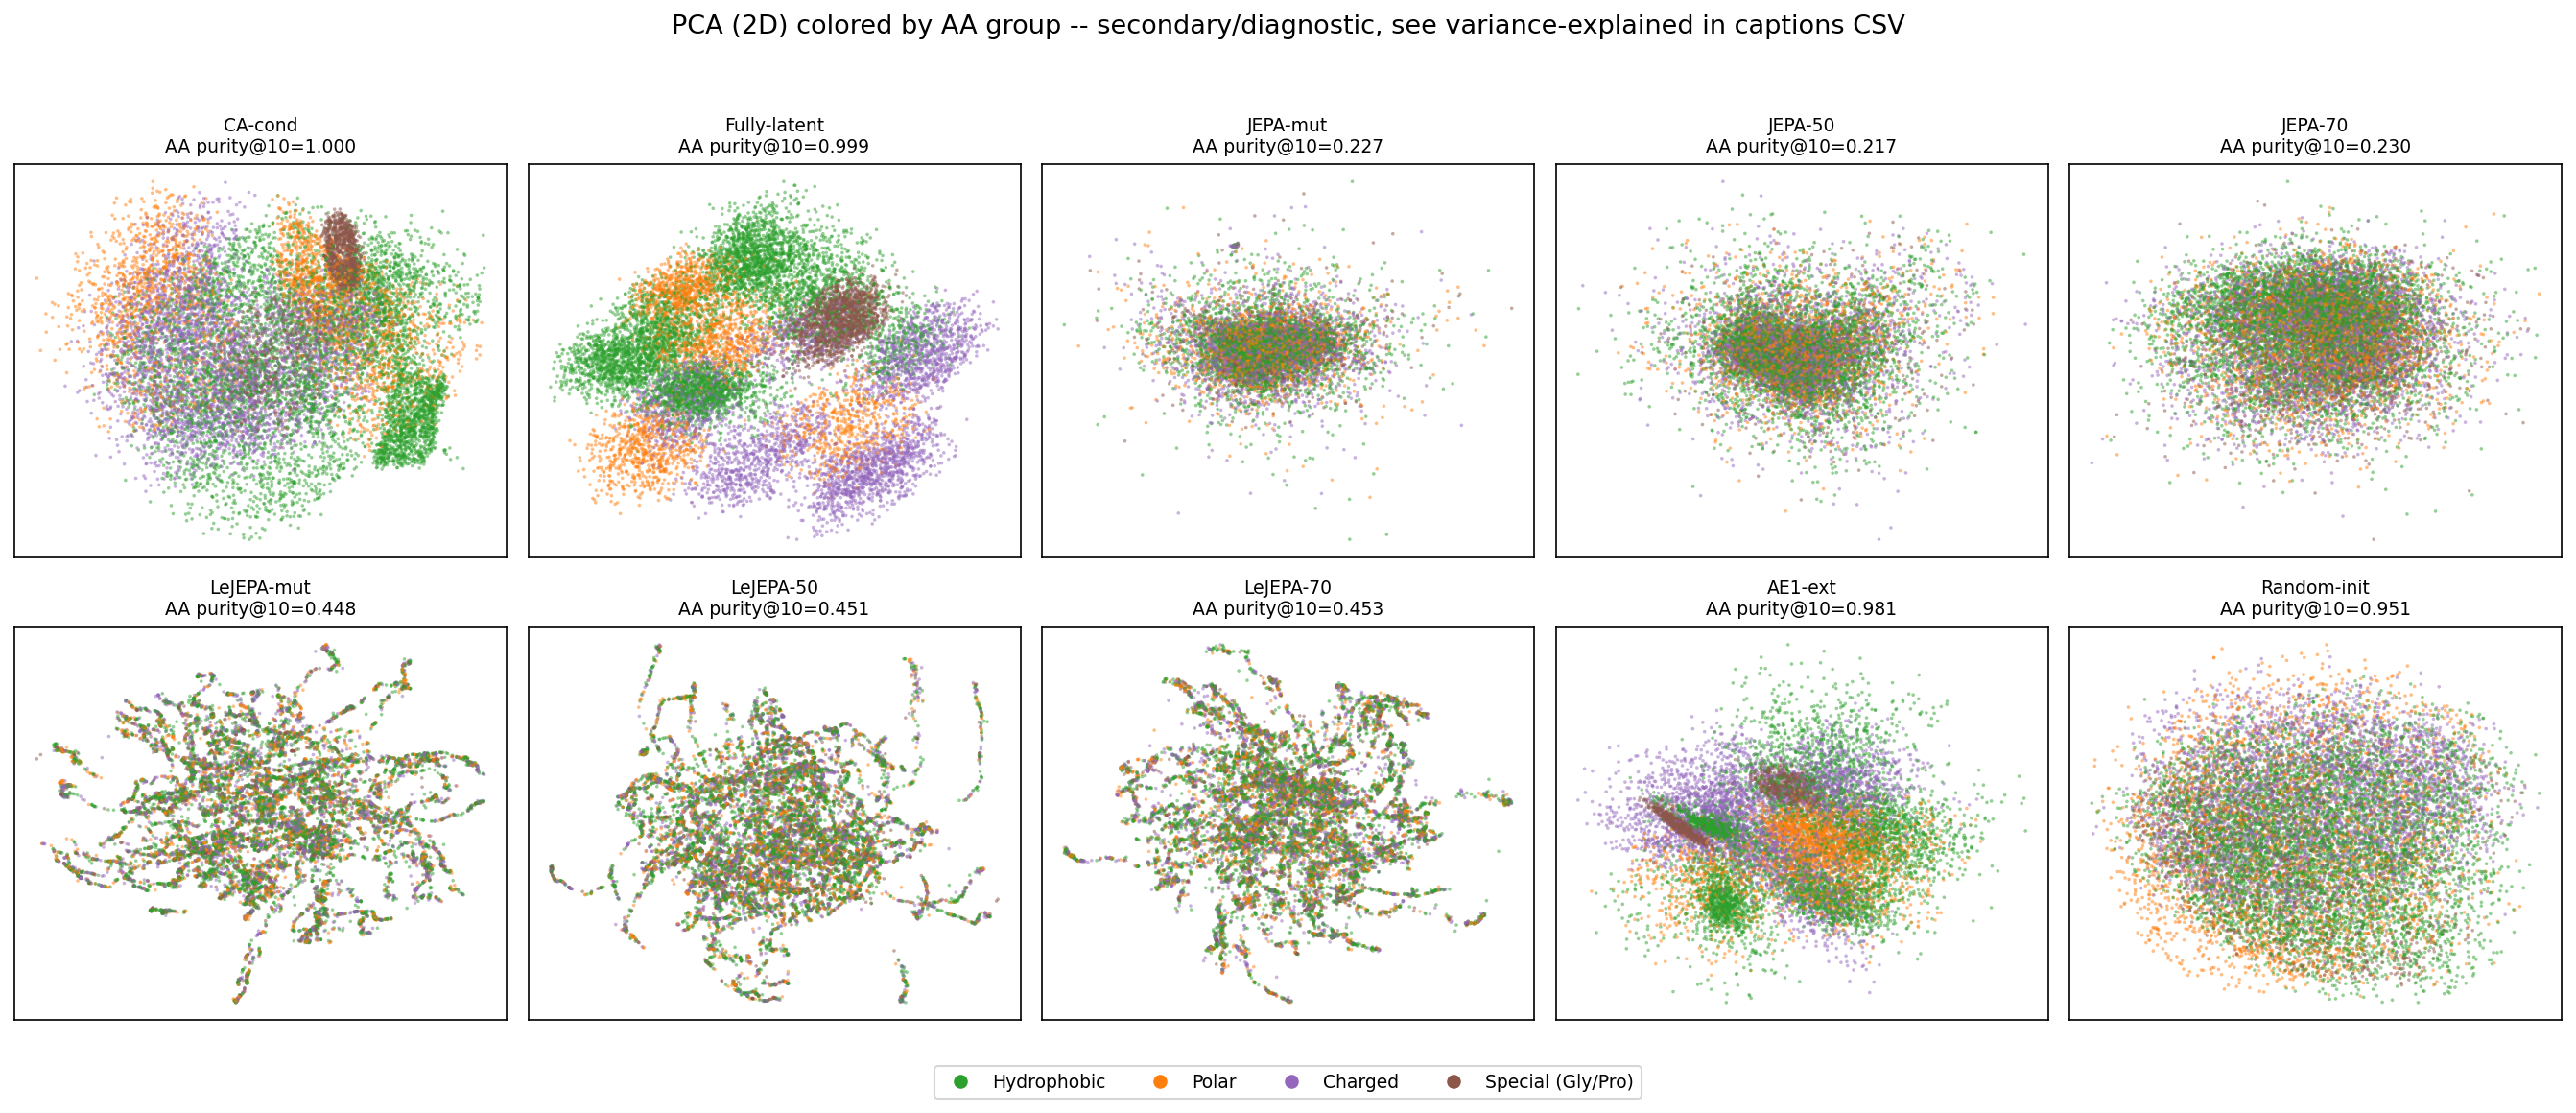 PCA (2D) colored by AA group -- secondary/diagnostic, see variance-explained in captions CSV
CA-cond
AA purity@10=1.000
Fully-latent
AA purity@10=0.999
JEPA-mut
AA purity@10=0.227
JEPA-50
AA purity@10=0.217
JEPA-70
AA purity@10=0.230
LeJEPA-mut
AA purity@10=0.448
LeJEPA-50
AA purity@10=0.451
LeJEPA-70
AA purity@10=0.453
AE1-ext
AA purity@10=0.981
Random-init
AA purity@10=0.951
Hydrophobic
Polar
Charged
Special (Gly/Pro)